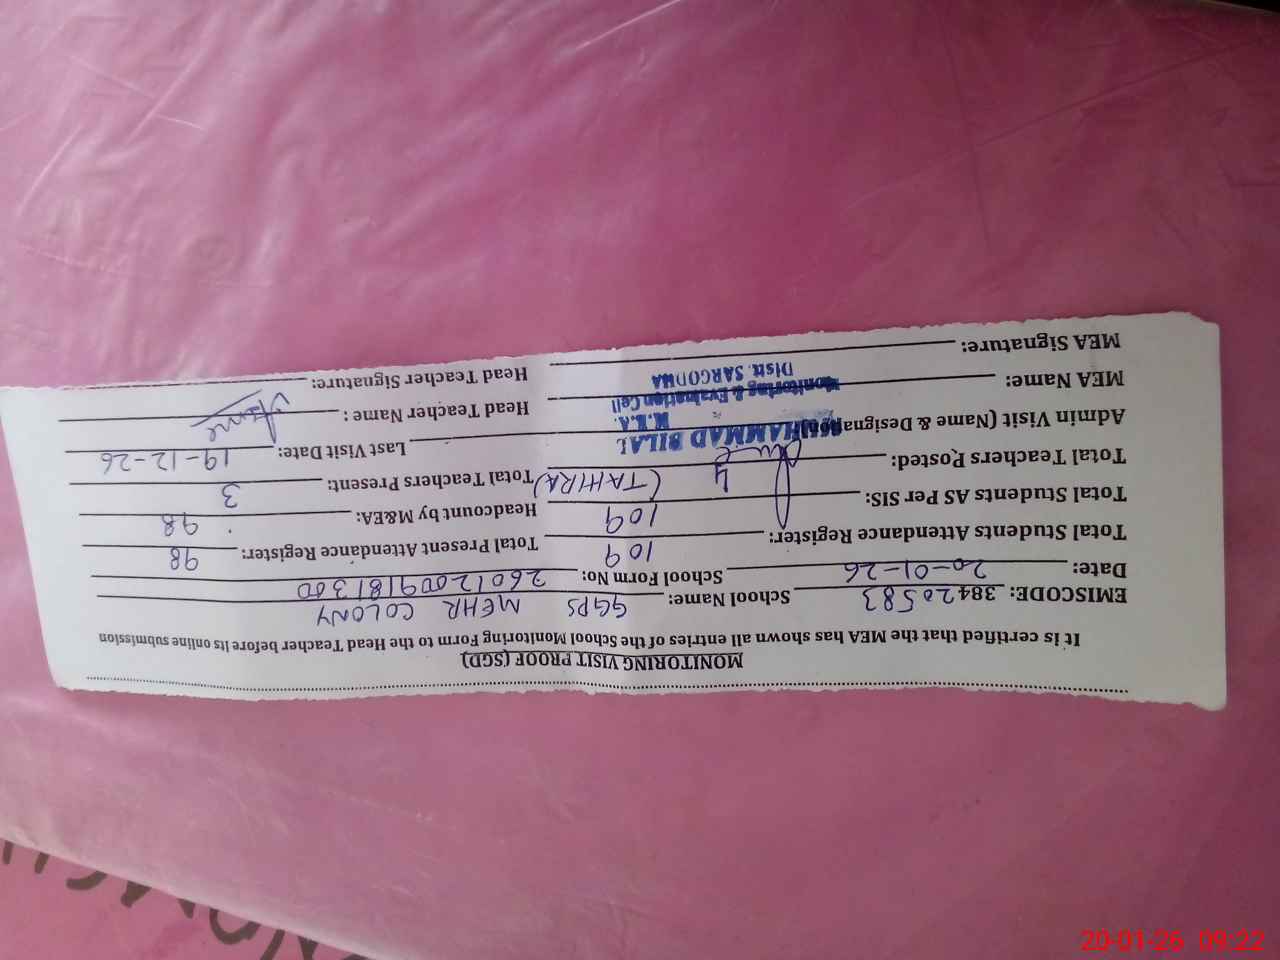 MONITORING VISIT PROOF (SGD)
It is certified that the MEA has shown all entries of the School Monitoring Form to the Head Teacher before its online submission
EMISCODE: 38420583 School Name: GGPS MEHR COLONY
Date: 20-01-26 School Form No: 26012009181300
Total Students Attendance Register: 109 Total Present Attendant Register: 98
Total Students AS Per SIS: 109 Headcount by M&EA: 98
Total Teachers Posted: 4 (TAHIRA) Total Teachers Present: 3
Admin Visit (Name & Designation) Last Visit Date: 19-12-26
MEA Name: Head Teacher Name :
MEA Signature: Head Teacher Signature:
MUHAMMAD BILAL
M.E.A.
Monitoring & Evaluation Cell
Distt. SARGODHA
20-01-26 09:22